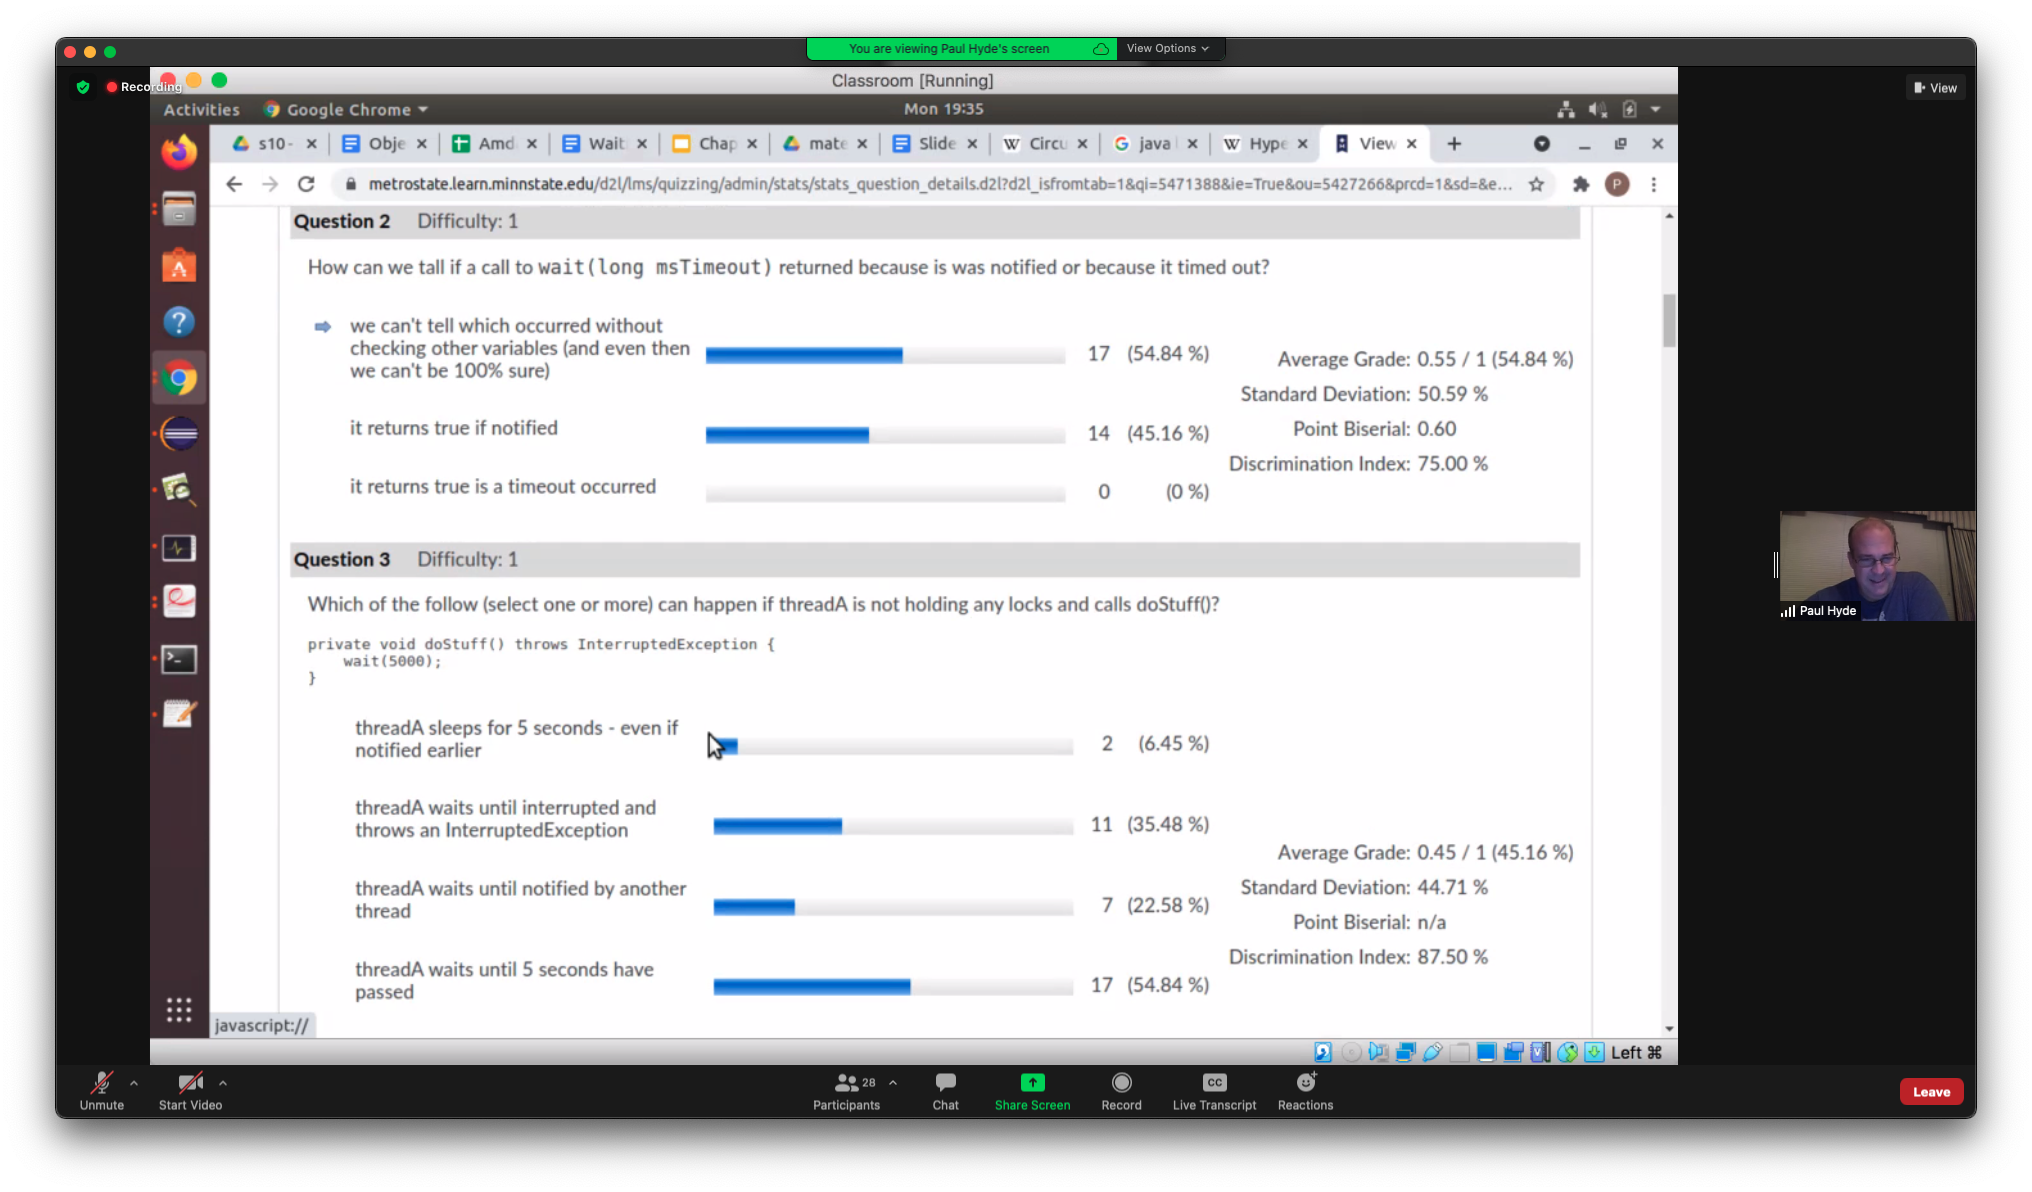 You are viewing Paul Hyde's screen
View Options
Recording
View
Classroom [Running]
Activities
Google Chrome
Mon 19:35
s10-
Obje
Amd
Wait
Chap
mate
Slide
Circu
java
Hype
View
metrostate.learn.minnstate.edu/d2l/lms/quizzing/admin/stats/stats_question_details.d2l?d2l_isfromtab=1&qi=5471388&ie=True&ou=5427266&prcd=1&sd=&e...
P
Question 2 Difficulty: 1
How can we tall if a call to wait(long msTimeout) returned because is was notified or because it timed out?
we can't tell which occurred without
checking other variables (and even then
we can't be 100% sure)
17 (54.84 %)
it returns true if notified
14 (45.16 %)
it returns true is a timeout occurred
0 (0 %)
Average Grade: 0.55 / 1 (54.84 %)
Standard Deviation: 50.59 %
Point Biserial: 0.60
Discrimination Index: 75.00 %
Question 3 Difficulty: 1
Which of the follow (select one or more) can happen if threadA is not holding any locks and calls doStuff()?
private void doStuff() throws InterruptedException {
wait(5000);
}
threadA sleeps for 5 seconds - even if
notified earlier
2 (6.45 %)
threadA waits until interrupted and
throws an InterruptedException
11 (35.48 %)
threadA waits until notified by another
thread
7 (22.58 %)
threadA waits until 5 seconds have
passed
17 (54.84 %)
Average Grade: 0.45 / 1 (45.16 %)
Standard Deviation: 44.71 %
Point Biserial: n/a
Discrimination Index: 87.50 %
javascript://
Left ⌘
Paul Hyde
Unmute
Start Video
28
Participants
Chat
Share Screen
Record
CC
Live Transcript
Reactions
Leave